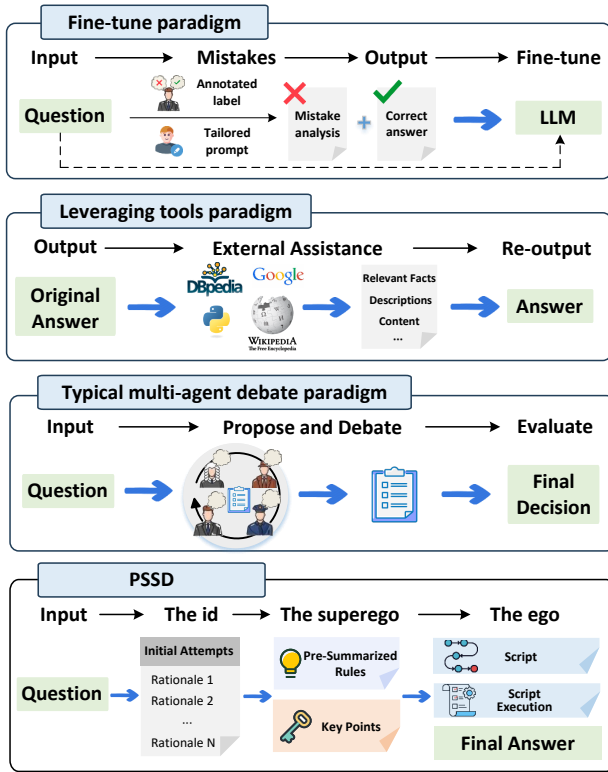 Fine-tune paradigm
Input
Mistakes
Output
Fine-tune
Question
Annotated
label
Tailored
prompt
Mistake
analysis
+
Correct
answer
LLM
Leveraging tools paradigm
Output
External Assistance
Re-output
Original
Answer
DBpedia
Google
WIKIPEDIA
The Free Encyclopedia
Relevant Facts
Descriptions
Content
...
Answer
Typical multi-agent debate paradigm
Input
Propose and Debate
Evaluate
Question
Final
Decision
PSSD
Input
The id
The superego
The ego
Question
Initial Attempts
Rationale 1
Rationale 2
...
Rationale N
Pre-Summarized
Rules
Key Points
Script
Script
Execution
Final Answer